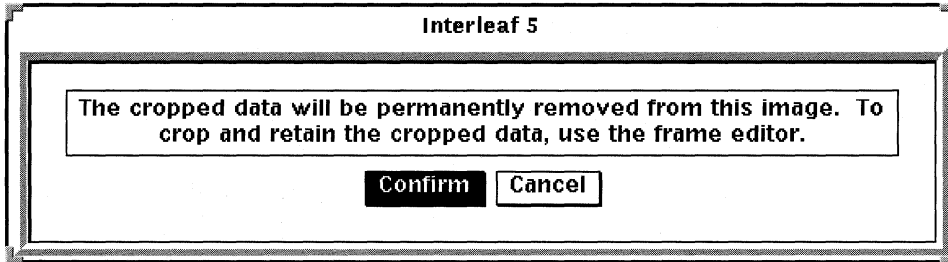 Interleaf 5
The cropped data will be permanently removed from this image. To
crop and retain the cropped data, use the frame editor.
Confirm Cancel